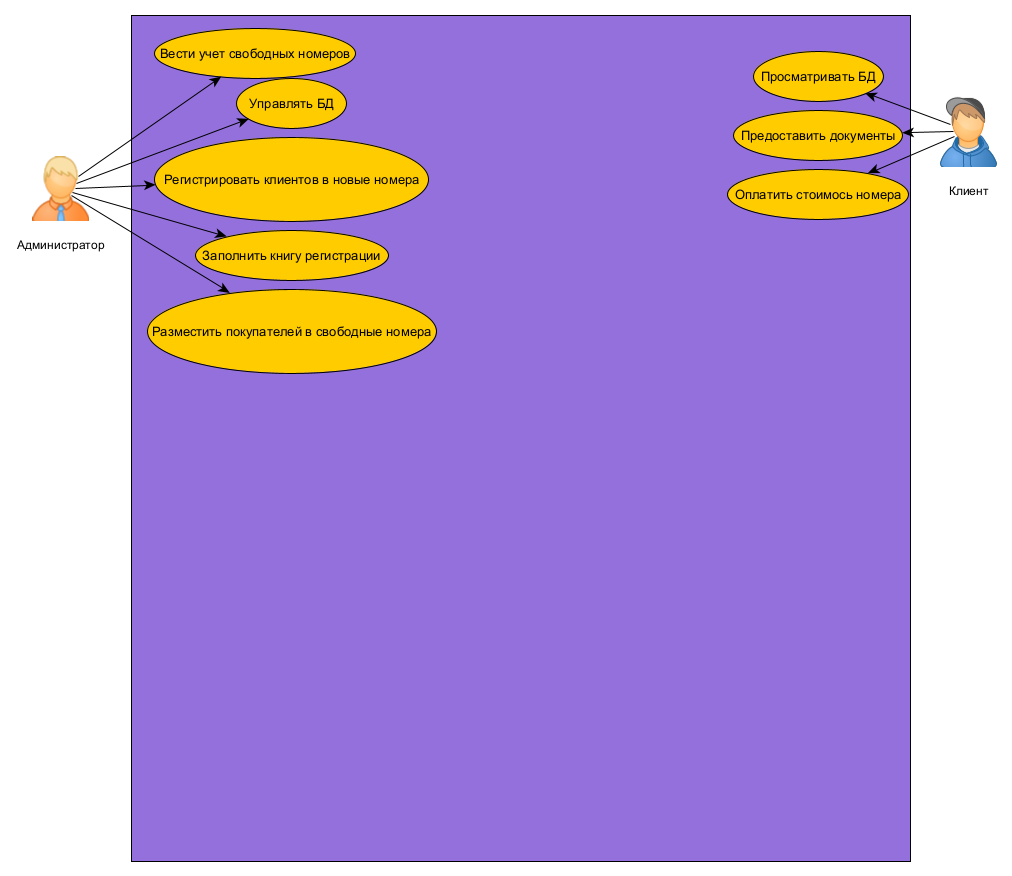 Вести учет свободных номеров
Управлять БД
Регистрировать клиентов в новые номера
Заполнить книгу регистрации
Разместить покупателей в свободные номера
Администратор
Просматривать БД
Предоставить документы
Оплатить стоимось номера
Клиент